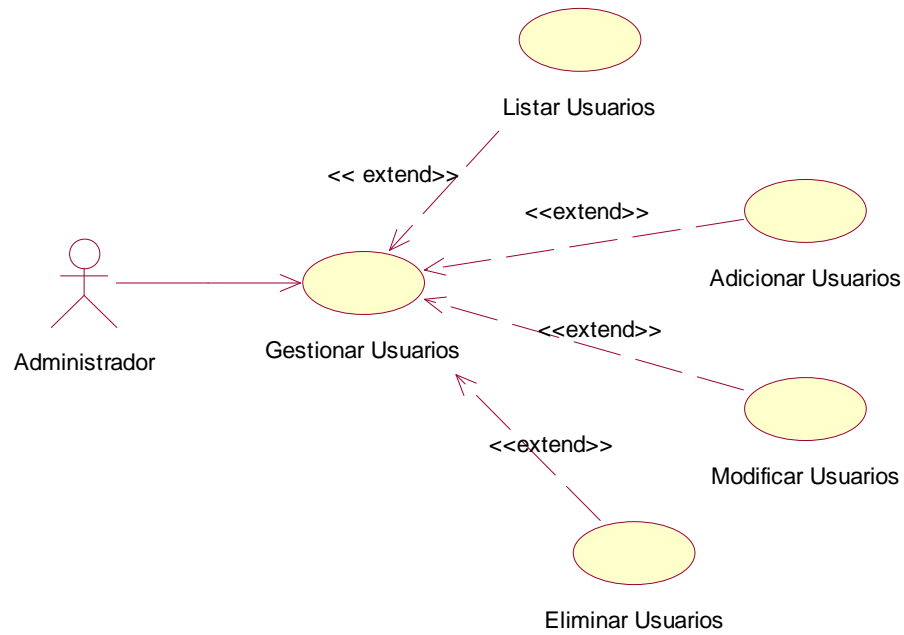 Listar Usuarios
<< extend>>
<<extend>>
Adicionar Usuarios
Administrador
Gestionar Usuarios
<<extend>>
Modificar Usuarios
<<extend>>
Eliminar Usuarios